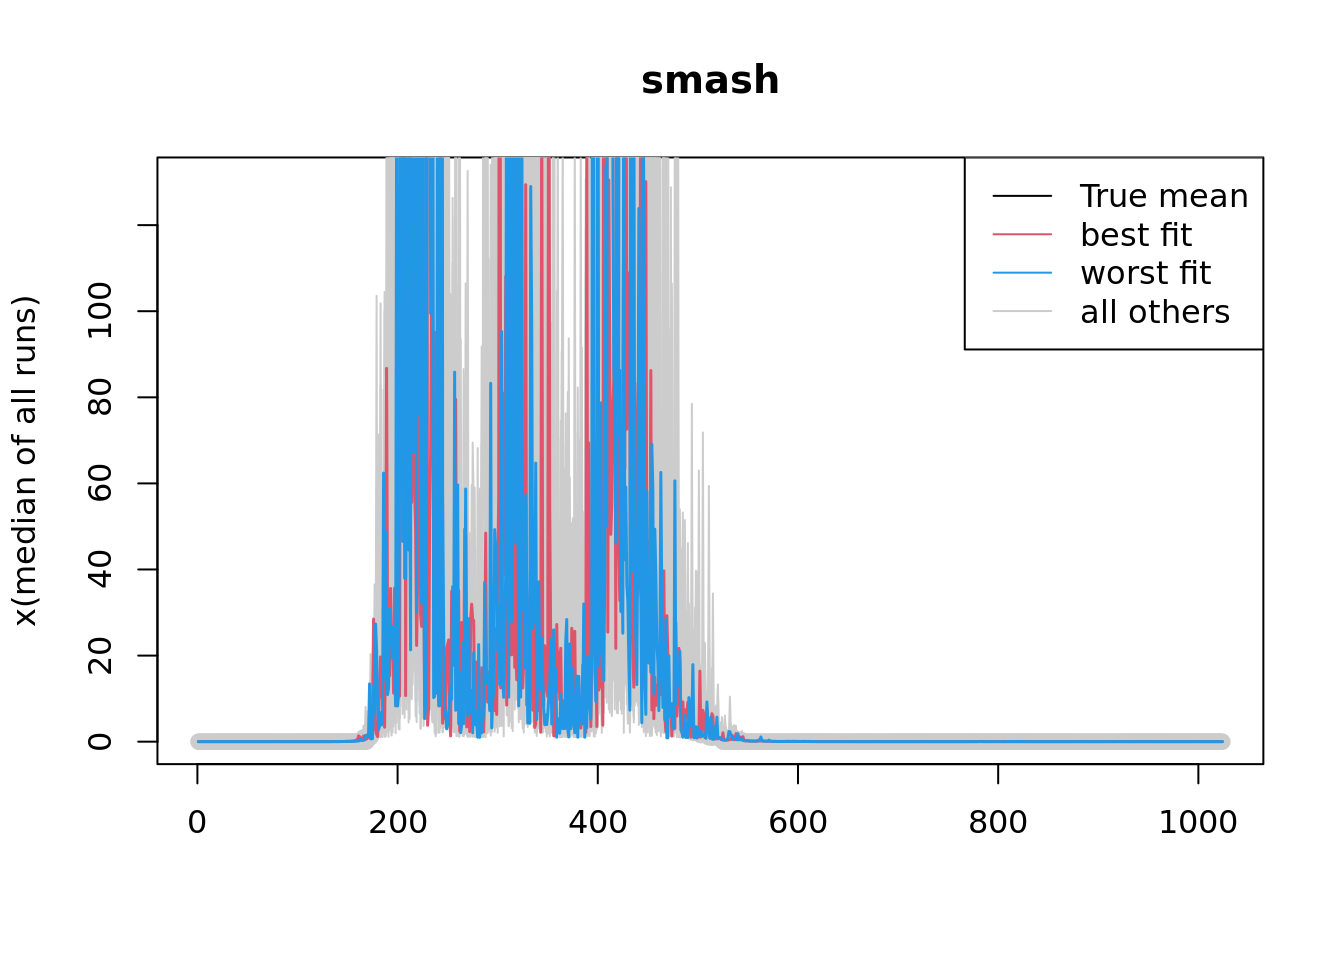 smash
x(median of all runs)
100
80
60
40
20
0
0 200 400 600 800 1000
True mean
best fit
worst fit
all others